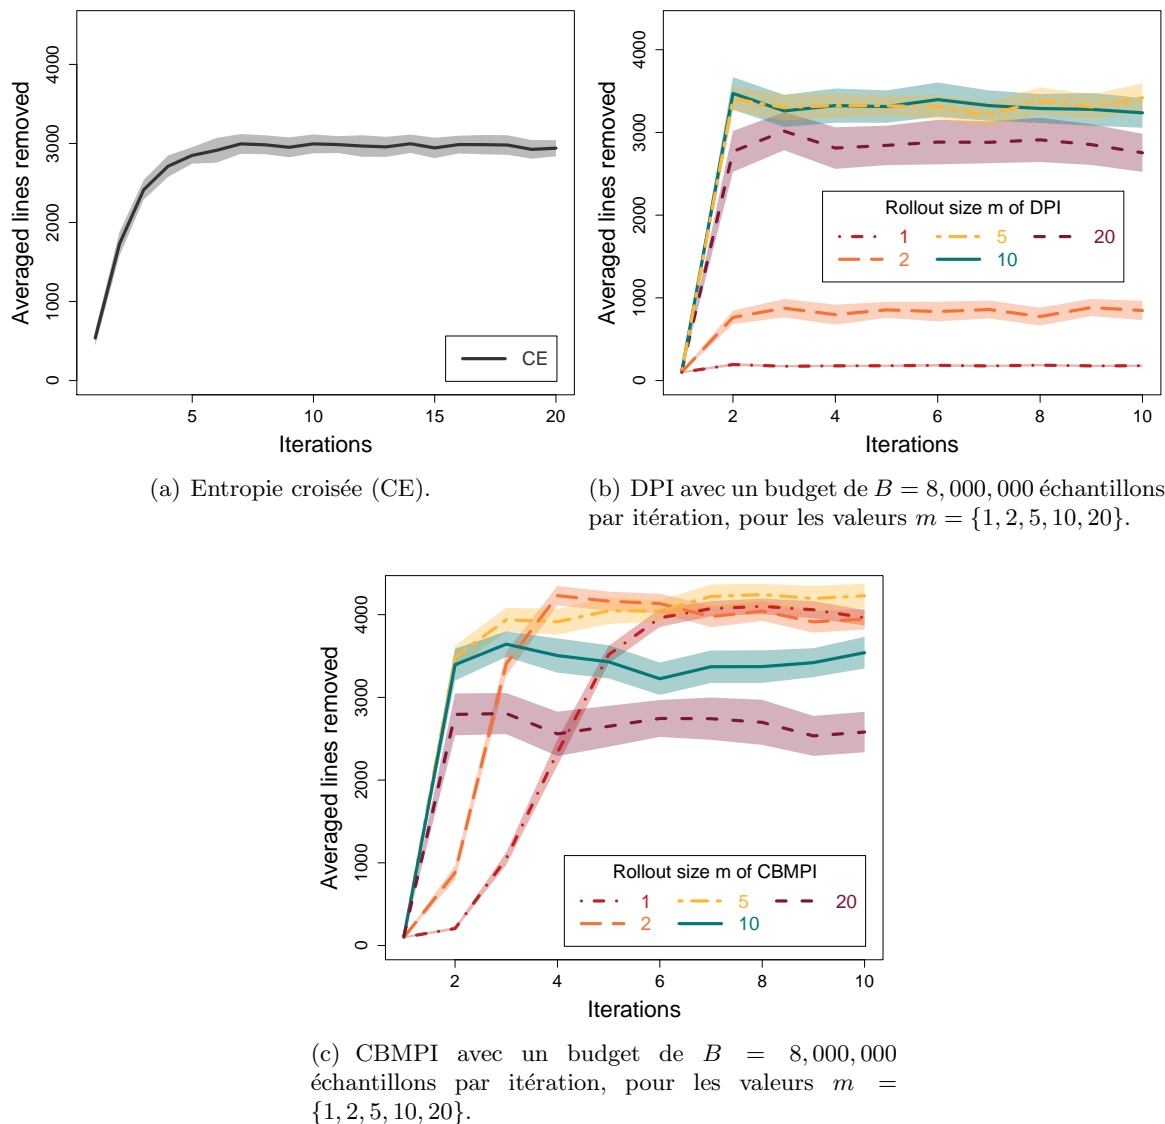 Averaged lines removed
0
1000
2000
3000
4000
5
10
15
20
Iterations
CE
(a) Entropie croisée (CE).
Averaged lines removed
0
1000
2000
3000
4000
2
4
6
8
10
Iterations
Rollout size m of DPI
1
5
20
2
10
(b) DPI avec un budget de B = 8, 000, 000 échantillons
par itération, pour les valeurs m = {1, 2, 5, 10, 20}.
Averaged lines removed
0
1000
2000
3000
4000
2
4
6
8
10
Iterations
Rollout size m of CBMPI
1
5
20
2
10
(c) CBMPI avec un budget de B = 8, 000, 000
échantillons par itération, pour les valeurs m =
{1, 2, 5, 10, 20}.